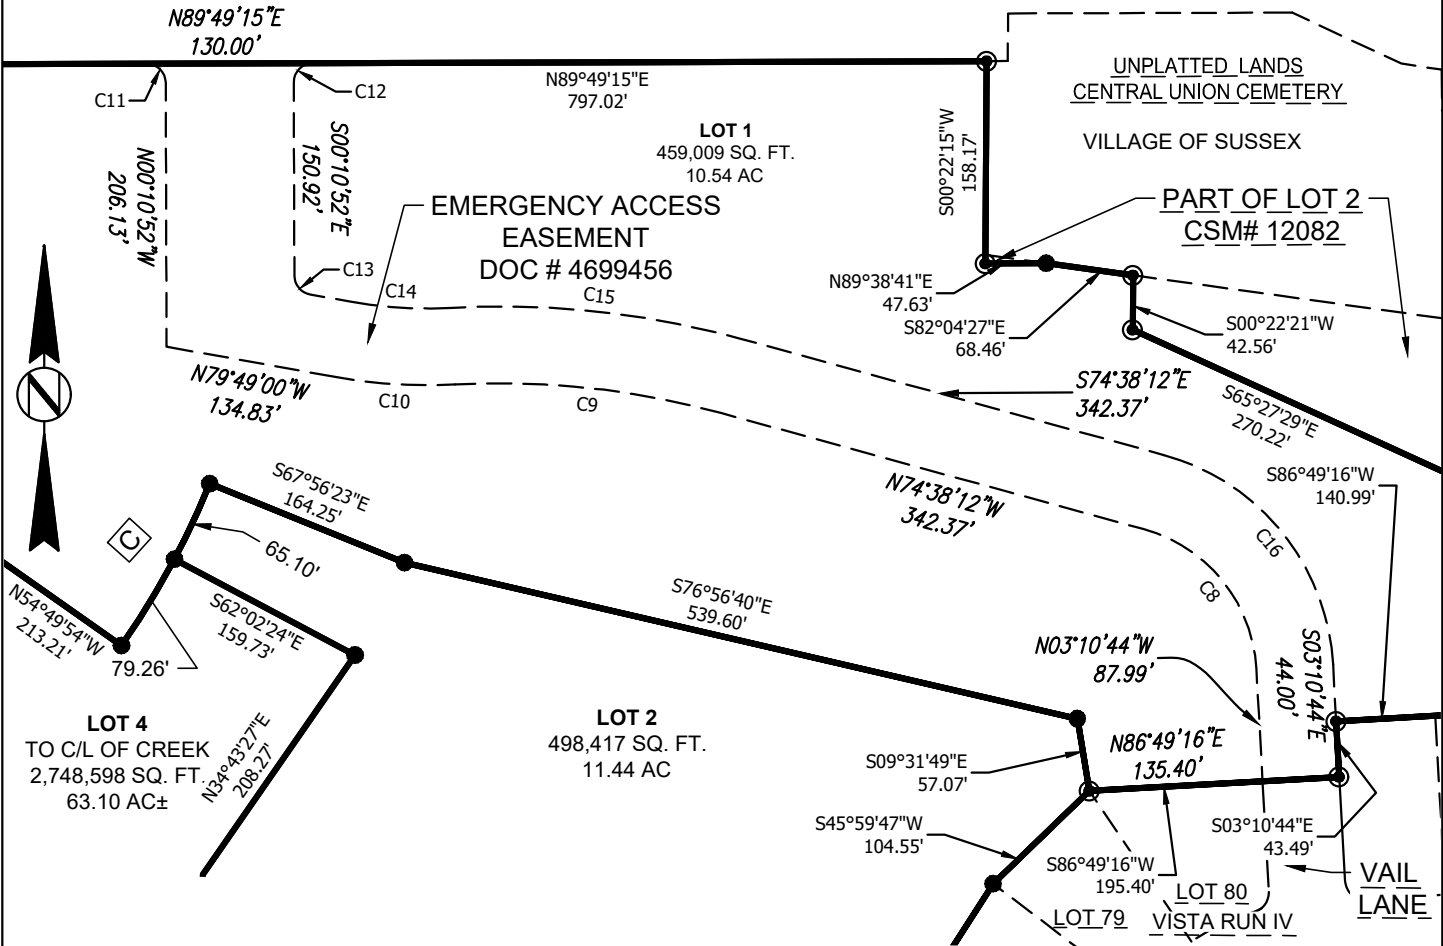 N89°49'15"E
130.00'
C11
C12
N89°49'15"E
797.02'
UNPLATTED LANDS
CENTRAL UNION CEMETERY
VILLAGE OF SUSSEX
LOT 1
459,009 SQ. FT.
10.54 AC
S00°22'15"W
158.17'
N00°10'52"W
206.13'
S00°10'52"E
150.92'
EMERGENCY ACCESS
EASEMENT
DOC # 4699456
PART OF LOT 2
CSM# 12082
C13
C14
C15
N89°38'41"E
47.63'
S82°04'27"E
68.46'
S00°22'21"W
42.56'
N79°49'00"W
134.83'
C10
C9
S74°38'12"E
342.37'
S65°27'29"E
270.22'
S86°49'16"W
140.99'
N74°38'12"W
342.37'
C16
C8
S67°56'23"E
164.25'
C
65.10'
N54°49'54"W
213.21'
79.26'
S62°02'24"E
159.73'
S76°56'40"E
539.60'
N03°10'44"W
87.99'
S03°10'44"E
44.00'
LOT 4
TO C/L OF CREEK
2,748,598 SQ. FT.
63.10 AC±
N34°43'27"E
208.27'
LOT 2
498,417 SQ. FT.
11.44 AC
S09°31'49"E
57.07'
N86°49'16"E
135.40'
S45°59'47"W
104.55'
S86°49'16"W
195.40'
S03°10'44"E
43.49'
VAIL
LANE
LOT 79
LOT 80
VISTA RUN IV